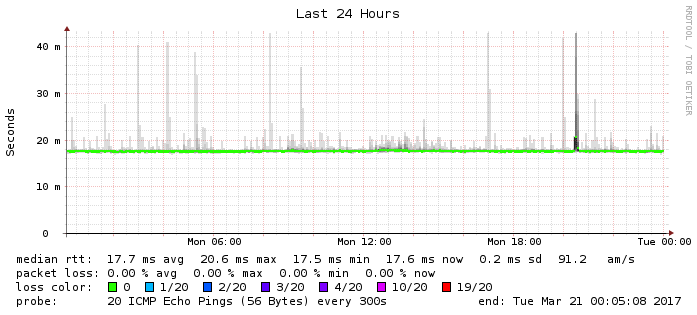 Last 24 Hours
RRDTOOL / TOBI OETIKER
Seconds
40 m
30 m
20 m
10 m
0
Mon 06:00 Mon 12:00 Mon 18:00 Tue 00:00
median rtt: 17.7 ms avg 20.6 ms max 17.5 ms min 17.6 ms now 0.2 ms sd 91.2 am/s
packet loss: 0.00 % avg 0.00 % max 0.00 % min 0.00 % now
loss color: 0 1/20 2/20 3/20 4/20 10/20 19/20
probe: 20 ICMP Echo Pings (56 Bytes) every 300s end: Tue Mar 21 00:05:08 2017